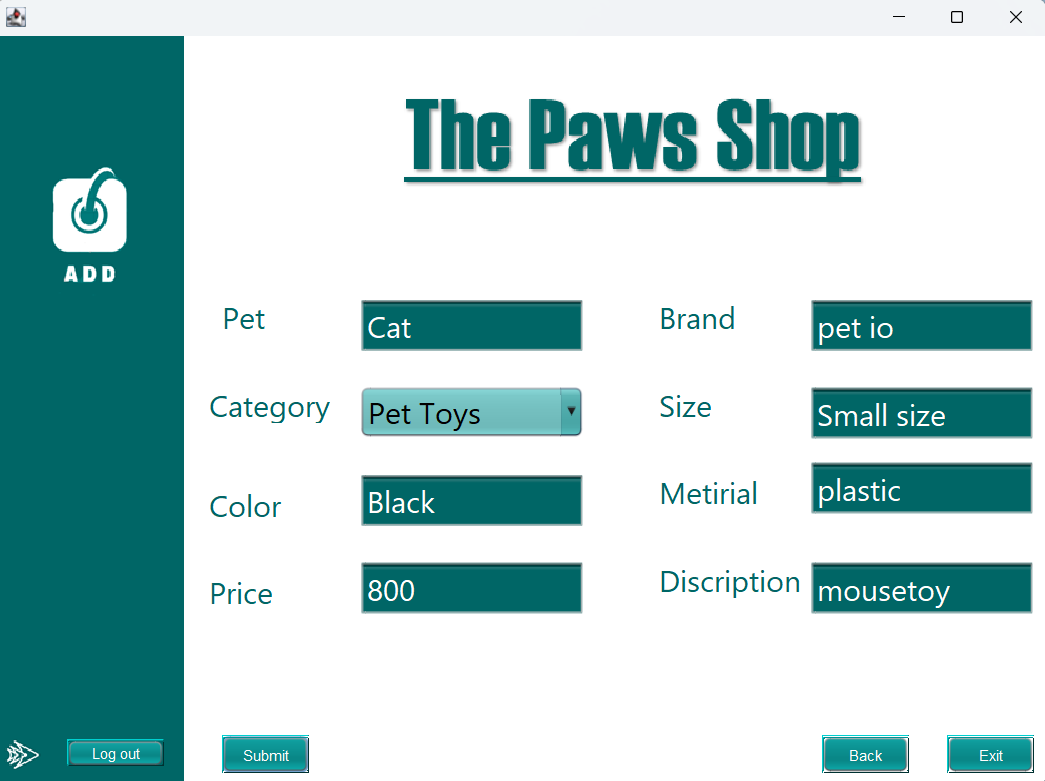 The Paws Shop
ADD
Pet Cat Brand pet io
Category Pet Toys Size Small size
Color Black Metirial plastic
Price 800 Discription mousetoy
Log out Submit Back Exit